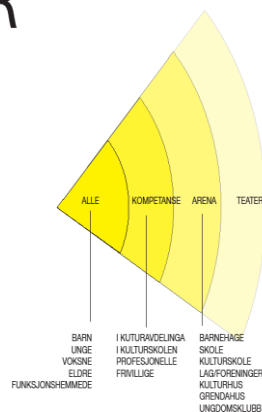 ALLE
KOMPETANSE
ARENA
TEATER
BARN
UNGE
VOKSNE
ELDRE
FUNKSJONSHEMMEDE
I KUTURAVDELINGA
I KULTURSKOLEN
PROFESJONELLE
FRIVILLIGE
BARNEHAGE
SKOLE
KULTURSKOLE
LAG/FORENINGER
KULTURHUS
GRENDAHUS
UNGDOMSKLUBB